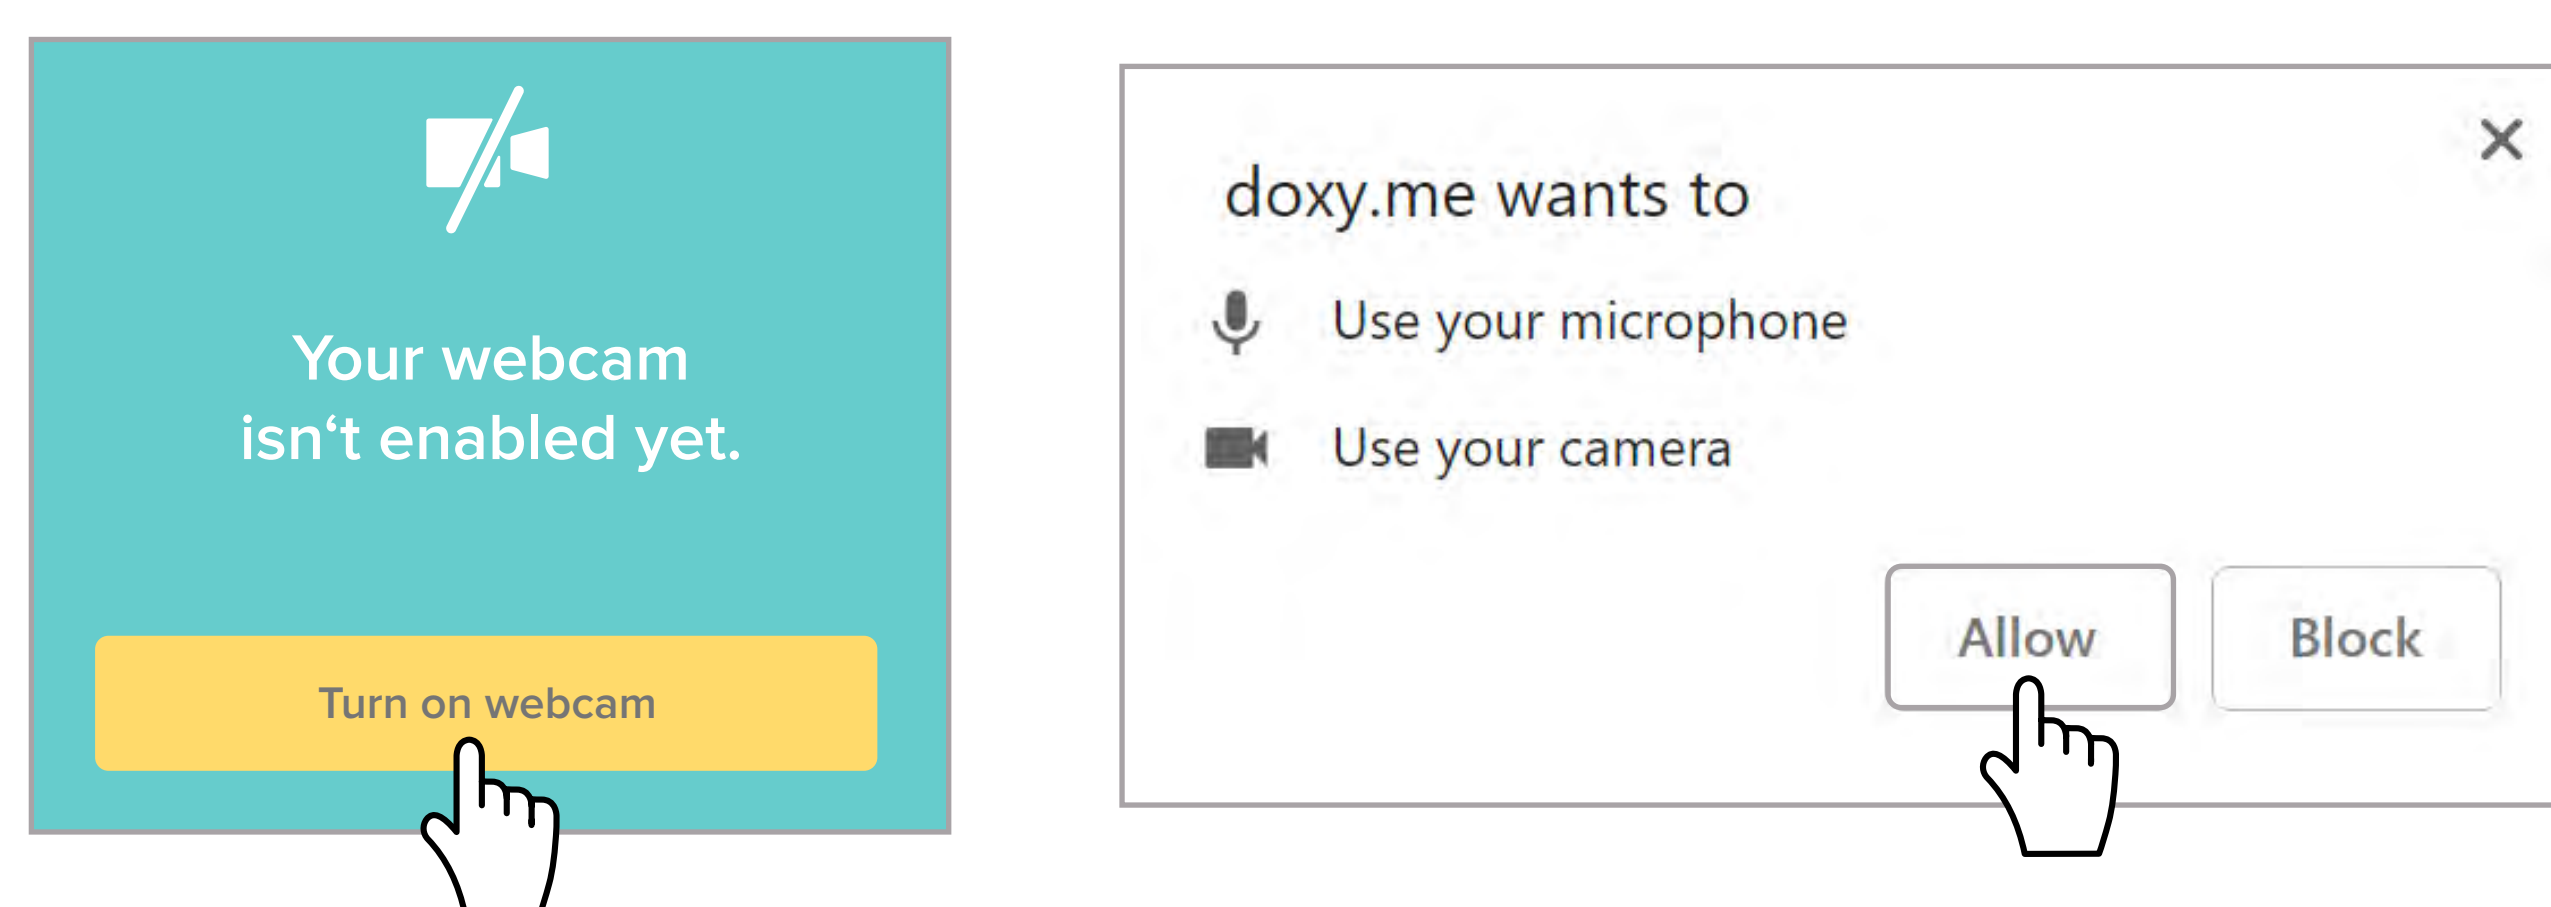 Your webcam
isn‘t enabled yet.
Turn on webcam
doxy.me wants to
Use your microphone
Use your camera
Allow
Block